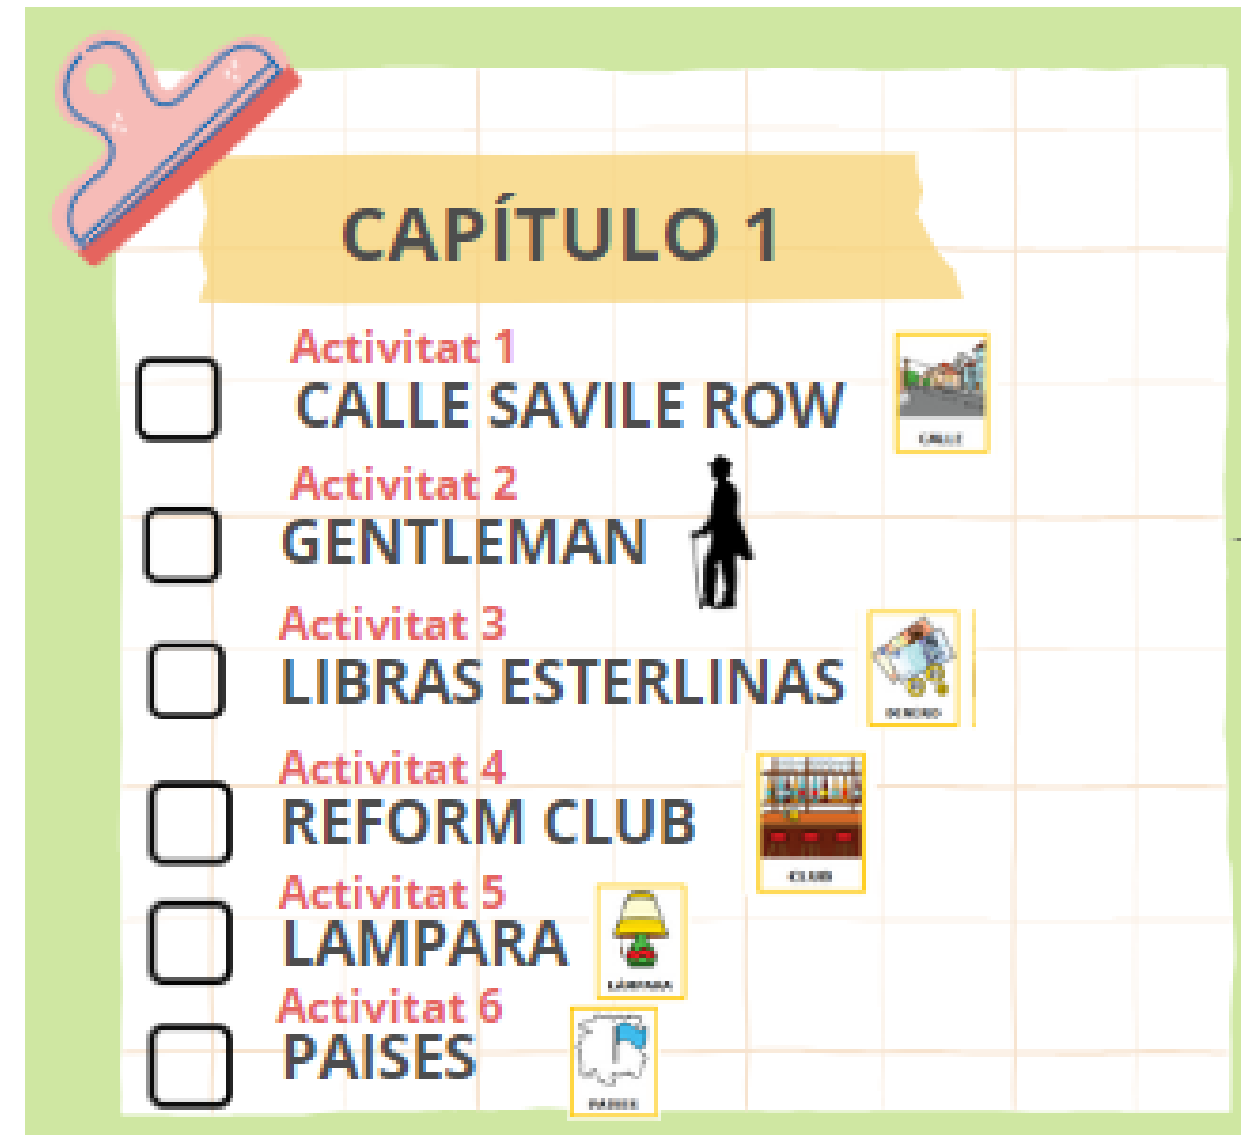 CAPÍTULO 1
Activitat 1
CALLE SAVILE ROW
CALLE
Activitat 2
GENTLEMAN
Activitat 3
LIBRAS ESTERLINAS
DINERO
Activitat 4
REFORM CLUB
CLUB
Activitat 5
LAMPARA
LÁMPARA
Activitat 6
PAISES
PAISES